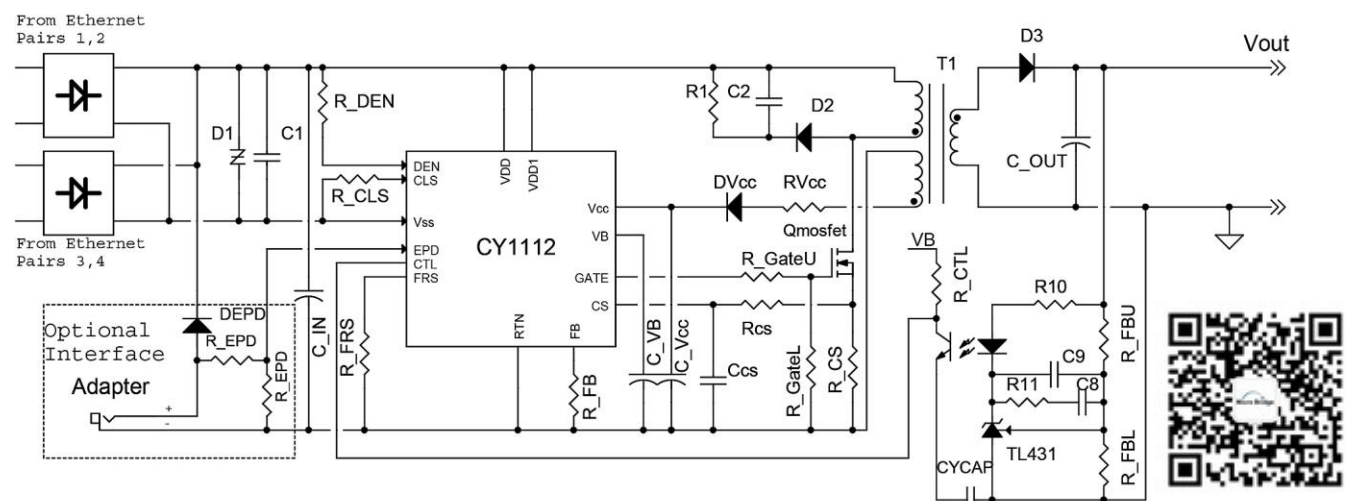 From Ethernet
Pairs 1,2
D3
Vout
T1
R_DEN
R1
C2
D2
D1
C1
C_OUT
R_CLS
DEN
CLS
VDD
VDD1
DVcc
RVcc
Vss
Vcc
Qmosfet
From Ethernet
Pairs 3,4
EPD
CTL
FRS
CY1112
VB
VB
R_CTL
R_GateU
GATE
R10
CS
DEPD
Optional
Interface
R_EPD
C_IN
R_FRS
RTN
FB
C_VB
C_Vcc
Rcs
R_FBU
Adapter
R_EPD
R_FB
Ccs
R_GateL
R_CS
C9
R11
C8
+
-
TL431
R_FBL
CYCAP